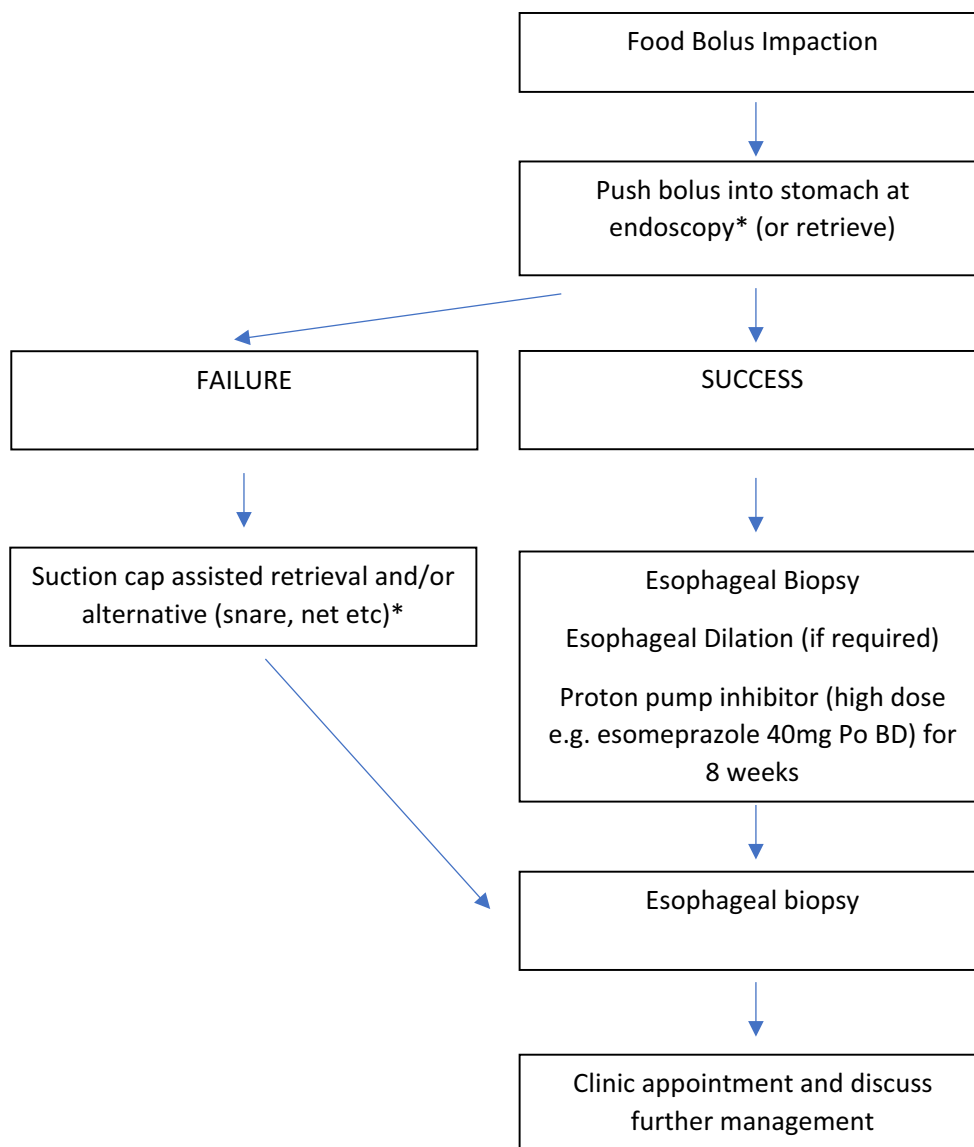 Food Bolus Impaction
Push bolus into stomach at
endoscopy* (or retrieve)
FAILURE
SUCCESS
Suction cap assisted retrieval and/or
alternative (snare, net etc)*
Esophageal Biopsy
Esophageal Dilation (if required)
Proton pump inhibitor (high dose
e.g. esomeprazole 40mg Po BD) for
8 weeks
Esophageal biopsy
Clinic appointment and discuss
further management